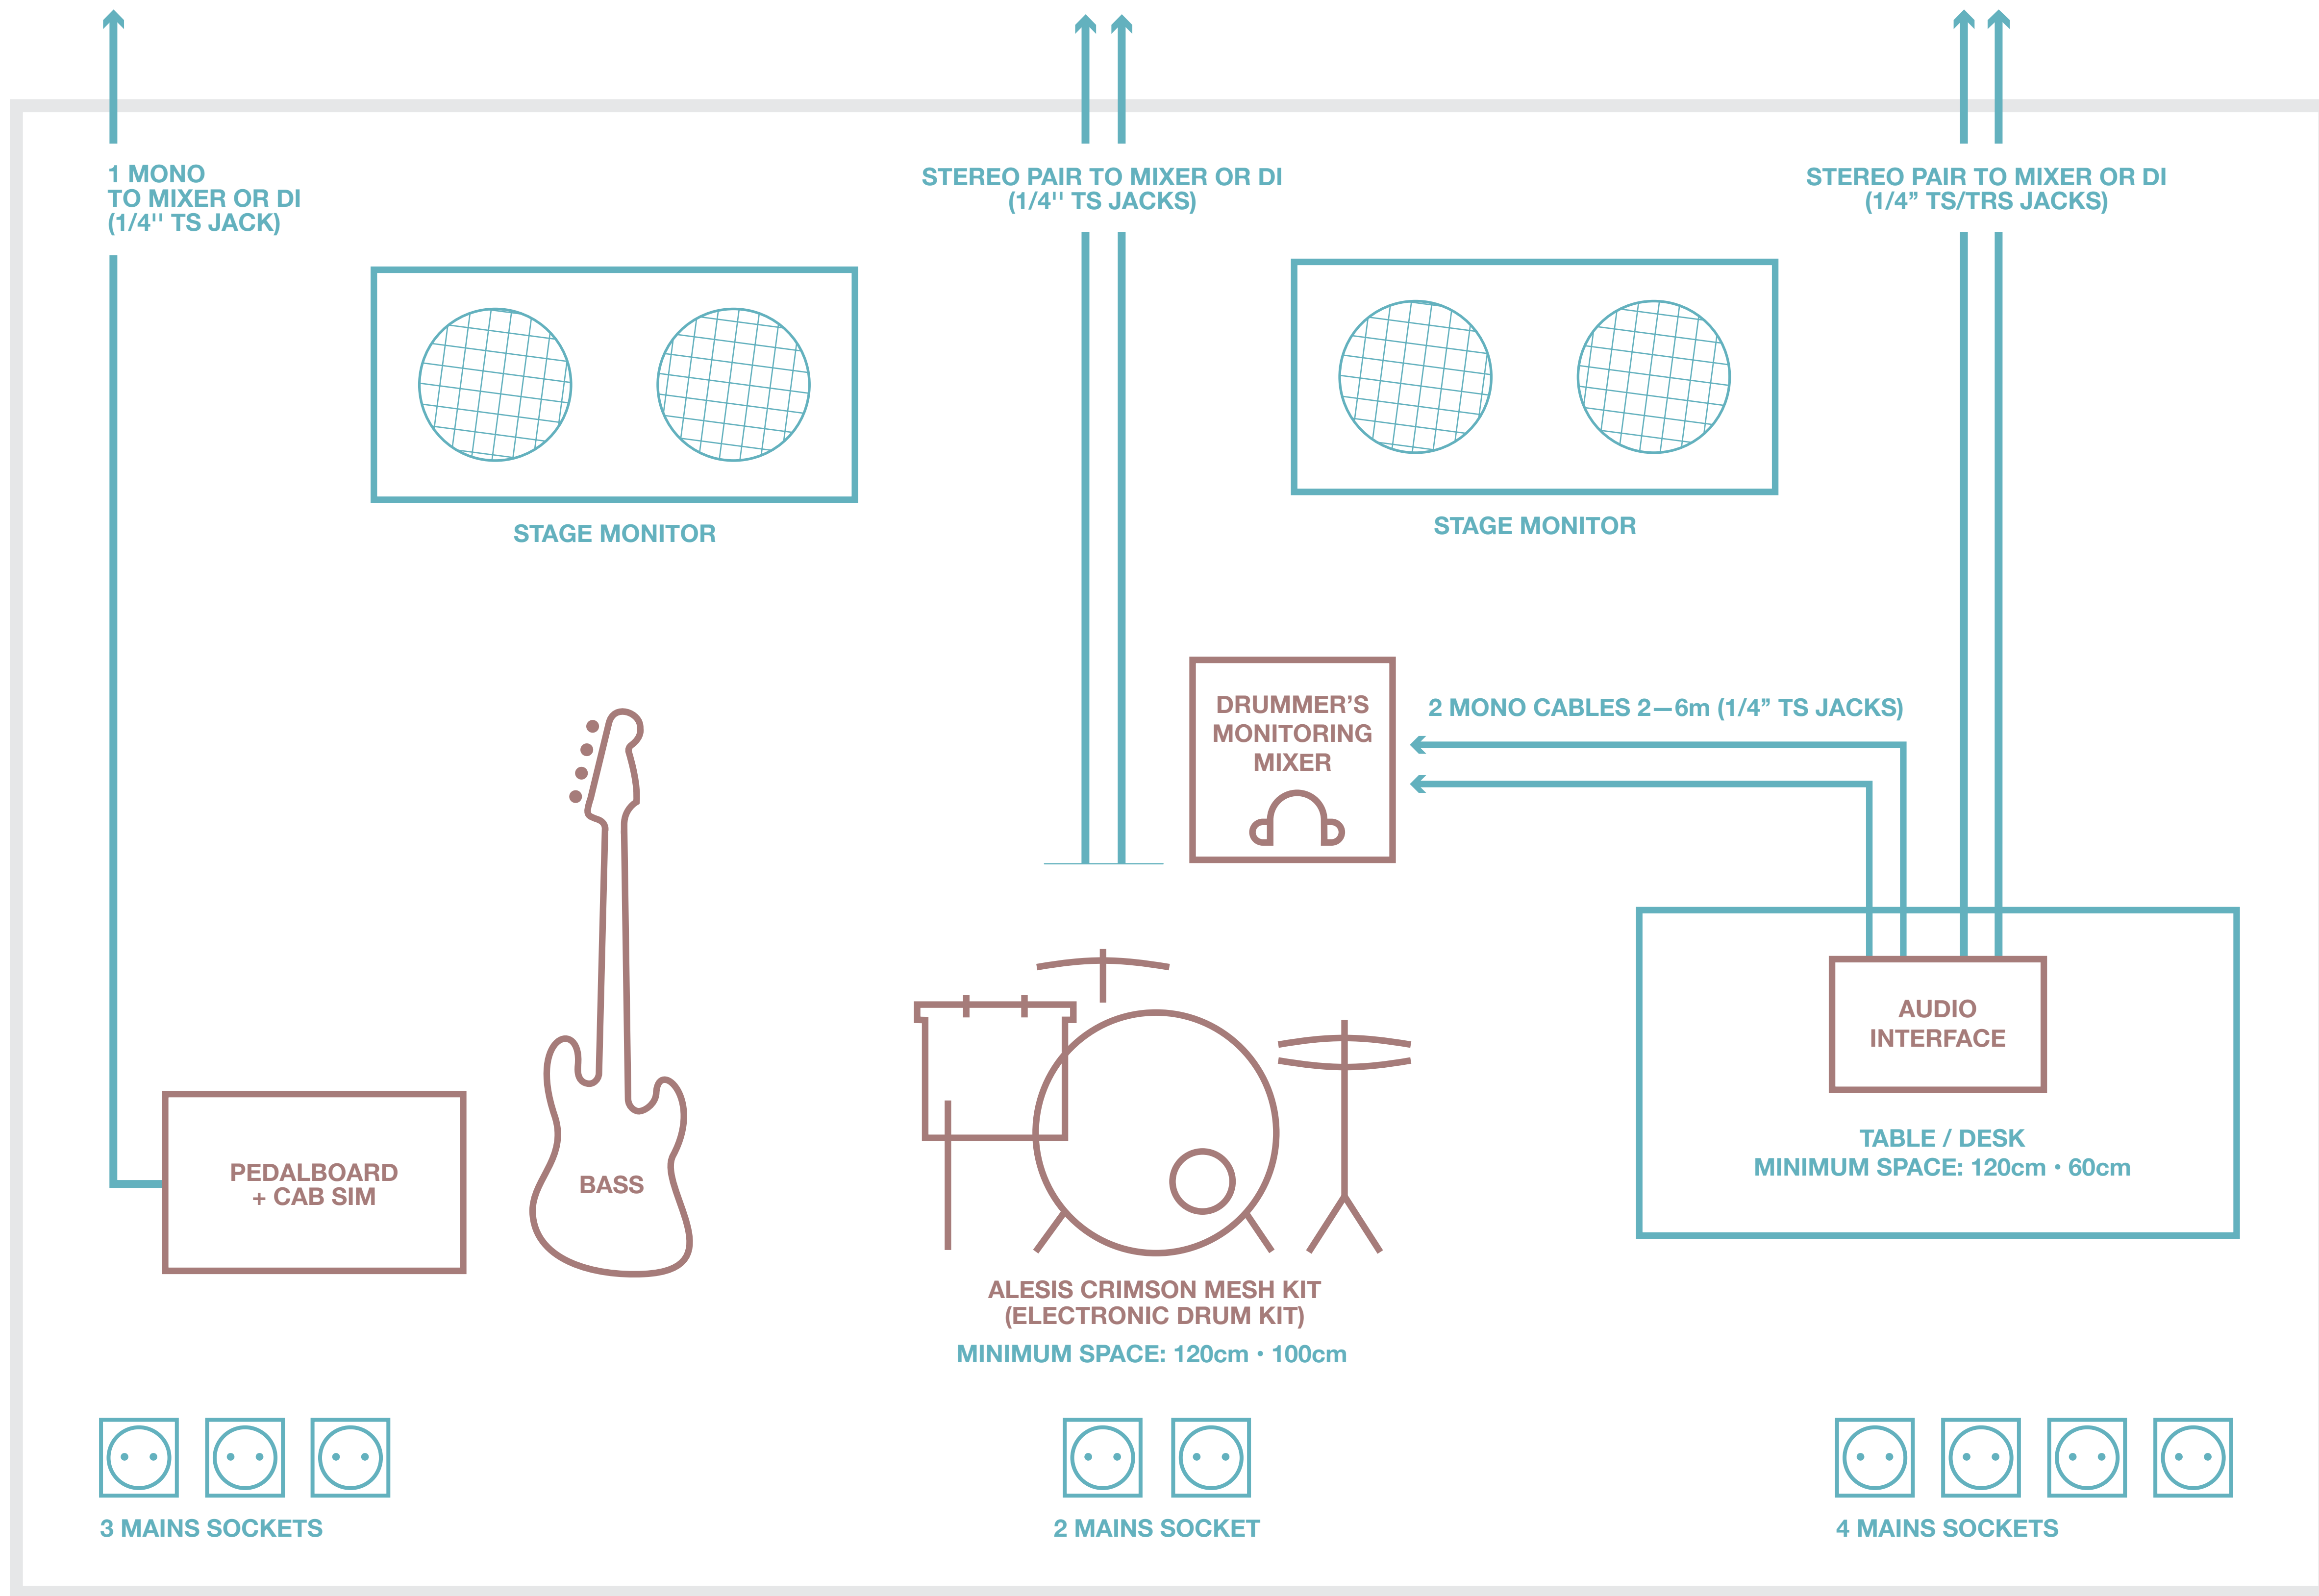 1 MONO
TO MIXER OR DI
(1/4'' TS JACK)
STEREO PAIR TO MIXER OR DI
(1/4'' TS JACKS)
STEREO PAIR TO MIXER OR DI
(1/4” TS/TRS JACKS)
STAGE MONITOR
STAGE MONITOR
DRUMMER’S
MONITORING
MIXER
2 MONO CABLES 2—6m (1/4” TS JACKS)
AUDIO
INTERFACE
TABLE / DESK
MINIMUM SPACE: 120cm • 60cm
PEDALBOARD
+ CAB SIM
BASS
ALESIS CRIMSON MESH KIT
(ELECTRONIC DRUM KIT)
MINIMUM SPACE: 120cm • 100cm
3 MAINS SOCKETS
2 MAINS SOCKET
4 MAINS SOCKETS